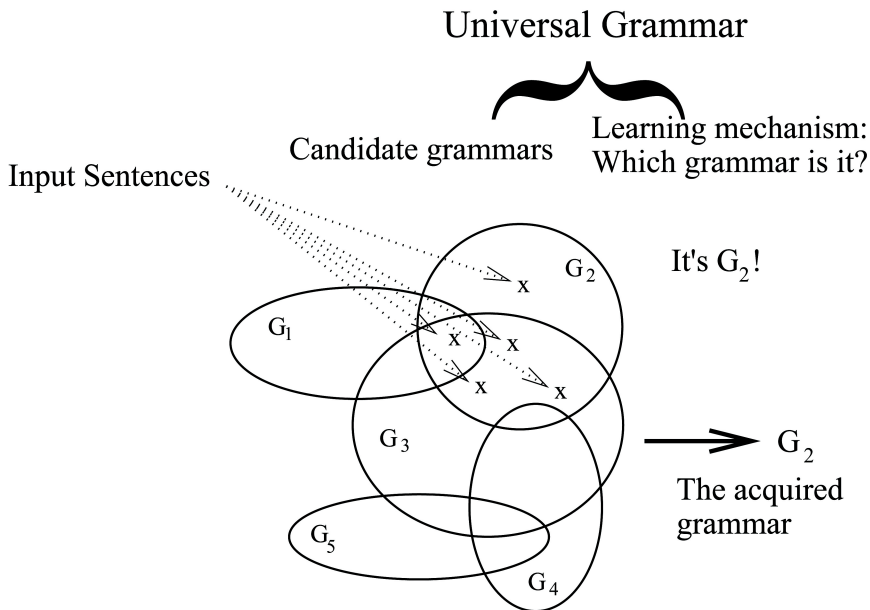 Universal Grammar
Candidate grammars
Learning mechanism:
Which grammar is it?
Input Sentences
G₂
It's G₂!
x
G₁
x
x
x
x
G₃
G₂
The acquired
grammar
G₅
G₄